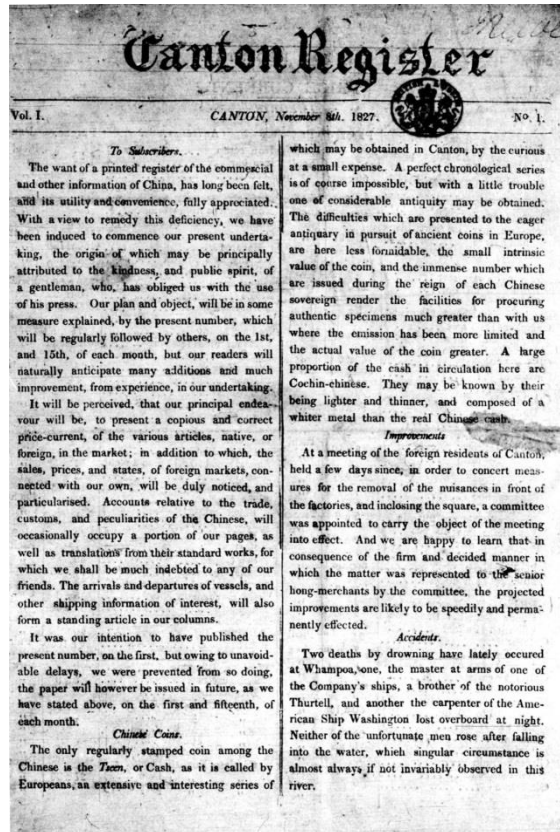 Canton Register
Vol. I.
CANTON, November 8th. 1827.
No. 1.
To Subscribers.
The want of a printed register of the commercial
and other information of China, has long been felt,
and its utility and convenience, fully appreciated.
With a view to remedy this deficiency, we have
been induced to commence our present underta-
king, the origin of which may be principally
attributed to the kindness, and public spirit, of
a gentleman, who, has obliged us with the use
of his press. Our plan and object, will be in some
measure explained, by the present number, which
will be regularly followed by others, on the 1st,
and 15th, of each month, but our readers will
naturally anticipate many additions and much
improvement, from experience, in our undertaking.
It will be perceived, that our principal endea-
vour will be, to present a copious and correct
price-current, of the various articles, native, or
foreign, in the market; in addition to which, the
sales, prices, and states, of foreign markets, con-
nected with our own, will be duly noticed, and
particularised. Accounts relative to the trade,
customs, and peculiarities of the Chinese, will
occasionally occupy a portion of our pages, as
well as translations from their standard works, for
which we shall be much indebted to any of our
friends. The arrivals and departures of vessels, and
other shipping information of interest, will also
form a standing article in our columns.
It was our intention to have published the
present number, on the first, but owing to unavoid-
able delays, we were prevented from so doing,
the paper will however be issued in future, as we
have stated above, on the first and fifteenth, of
each month.
Chinese Coins.
The only regularly stamped coin among the
Chinese is the Tseen, or Cash, as it is called by
Europeans, an extensive and interesting series of
which may be obtained in Canton, by the curious
at a small expense. A perfect chronological series
is of course impossible, but with a little trouble
one of considerable antiquity may be obtained.
The difficulties which are presented to the eager
antiquary in pursuit of ancient coins in Europe,
are here less formidable, the small intrinsic
value of the coin, and the immense number which
are issued during the reign of each Chinese
sovereign render the facilities for procuring
authentic specimens much greater than with us
where the emission has been more limited and
the actual value of the coin greater. A large
proportion of the cash in circulation here are
Cochin-chinese. They may be known by their
being lighter and thinner, and composed of a
whiter metal than the real Chinese cash.
Improvements
At a meeting of the foreign residents of Canton,
held a few days since, in order to concert meas-
ures for the removal of the nuisances in front of
the factories, and inclosing the square, a committee
was appointed to carry the object of the meeting
into effect. And we are happy to learn that in
consequence of the firm and decided manner in
which the matter was represented to the senior
hong-merchants by the committee, the projected
improvements are likely to be speedily and perma-
nently effected.
Accidents.
Two deaths by drowning have lately occured
at Whampoa, one, the master at arms of one of
the Company's ships, a brother of the notorious
Thurtell, and another the carpenter of the Ame-
rican Ship Washington lost overboard at night.
Neither of the unfortunate men rose after falling
into the water, which singular circumstance is
almost always if not invariably observed in this
river.